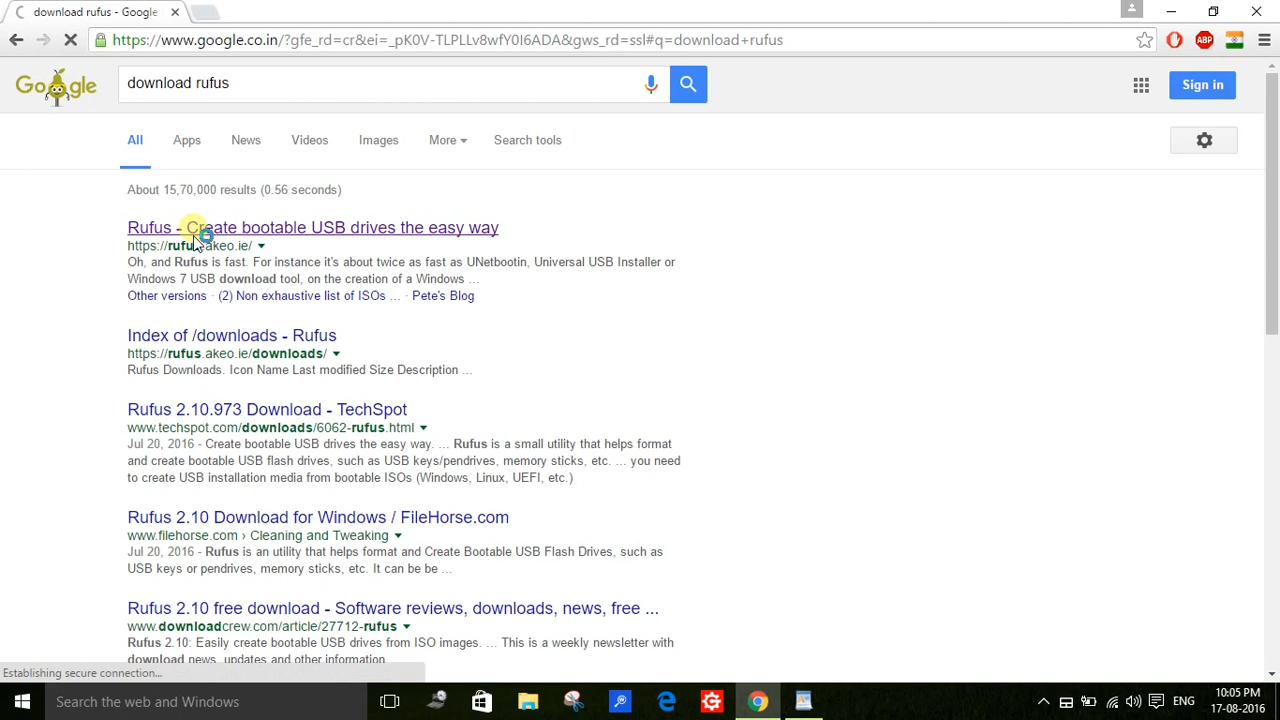 download rufus - Google
https://www.google.co.in/?gfe_rd=cr&ei=_pK0V-TLPLLv8wfY0I6ADA&gws_rd=ssl#q=download+rufus
ABP
Google
download rufus
Sign in
All Apps News Videos Images More Search tools
About 15,70,000 results (0.56 seconds)
Rufus - Create bootable USB drives the easy way
https://rufus.akeo.ie/
Oh, and Rufus is fast. For instance it's about twice as fast as UNetbootin, Universal USB Installer or
Windows 7 USB download tool, on the creation of a Windows ...
Other versions · (2) Non exhaustive list of ISOs ... · Pete's Blog
Index of /downloads - Rufus
https://rufus.akeo.ie/downloads/
Rufus Downloads. Icon Name Last modified Size Description ...
Rufus 2.10.973 Download - TechSpot
www.techspot.com/downloads/6062-rufus.html
Jul 20, 2016 - Create bootable USB drives the easy way. ... Rufus is a small utility that helps format
and create bootable USB flash drives, such as USB keys/pendrives, memory sticks, etc. ... you need
to create USB installation media from bootable ISOs (Windows, Linux, UEFI, etc.)
Rufus 2.10 Download for Windows / FileHorse.com
www.filehorse.com › Cleaning and Tweaking
Jul 20, 2016 - Rufus is an utility that helps format and Create Bootable USB Flash Drives, such as
USB keys or pendrives, memory sticks, etc. It can be be ...
Rufus 2.10 free download - Software reviews, downloads, news, free ...
www.downloadcrew.com/article/27712-rufus
Rufus 2.10: Easily create bootable USB drives from ISO images. ... This is a weekly newsletter with
download news, updates and other information.
Establishing secure connection...
Search the web and Windows
ENG
10:05 PM
17-08-2016